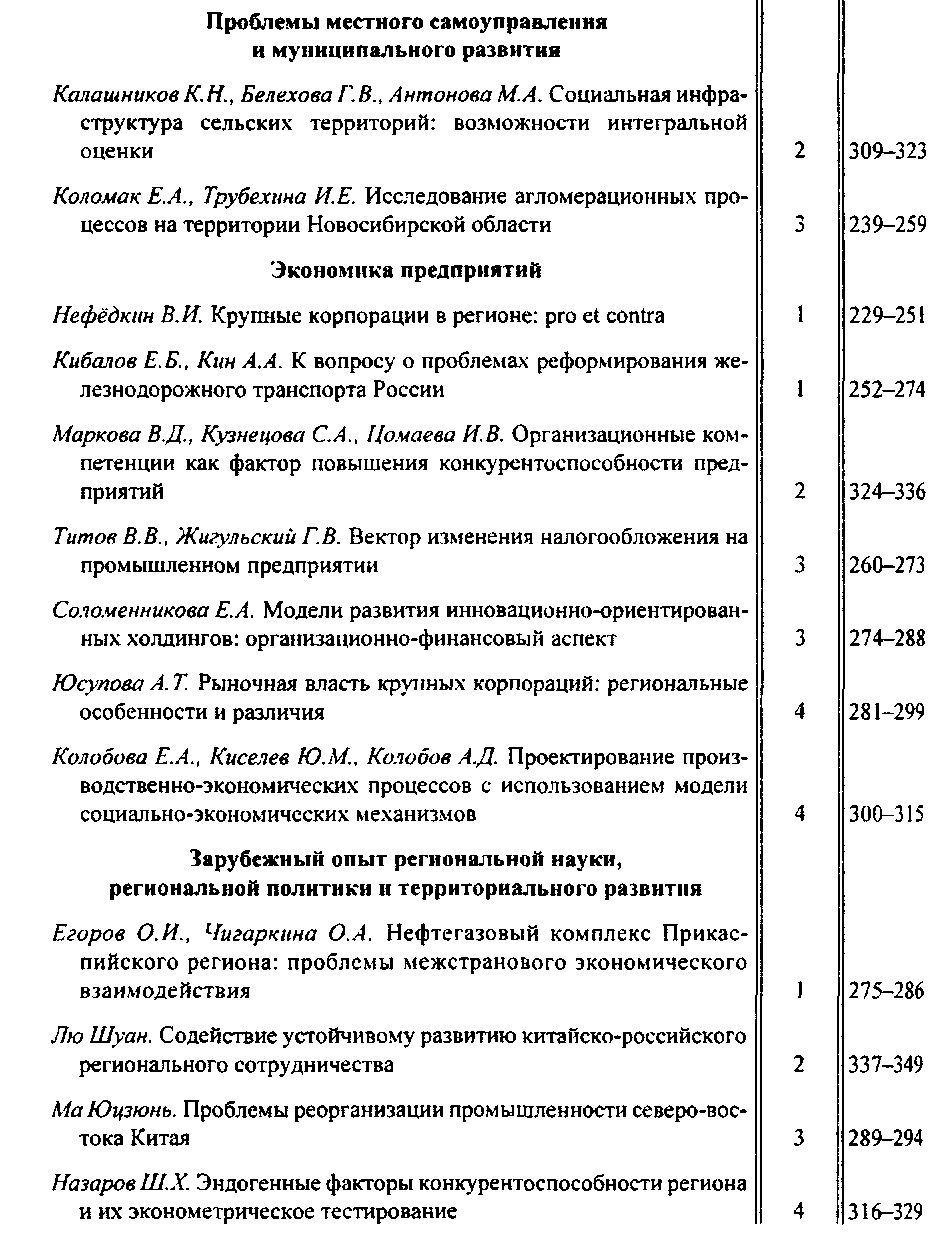 Проблемы местного самоуправления
и муниципального развития
Калашников К.Н., Белехова Г.В., Антонова М.А. Социальная инфра-
структура сельских территорий: возможности интегральной
оценки 2 309–323
Коломак Е.А., Трубехина И.Е. Исследование агломерационных про-
цессов на территории Новосибирской области 3 239–259
Экономика предприятий
Нефёдкин В.И. Крупные корпорации в регионе: pro et contra 1 229–251
Кибалов Е.Б., Кин А.А. К вопросу о проблемах реформирования же-
лезнодорожного транспорта России 1 252–274
Маркова В.Д., Кузнецова С.А., Цомаева И.В. Организационные ком-
петенции как фактор повышения конкурентоспособности пред-
приятий 2 324–336
Титов В.В., Жигульский Г.В. Вектор изменения налогообложения на
промышленном предприятии 3 260–273
Соломенникова Е.А. Модели развития инновационно-ориентирован-
ных холдингов: организационно-финансовый аспект 3 274–288
Юсупова А.Т. Рыночная власть крупных корпораций: региональные
особенности и различия 4 281–299
Колобова Е.А., Киселев Ю.М., Колобов А.Д. Проектирование произ-
водственно-экономических процессов с использованием модели
социально-экономических механизмов 4 300–315
Зарубежный опыт региональной науки,
региональной политики и территориального развития
Егоров О.И., Чигаркина О.А. Нефтегазовый комплекс Прикас-
пийского региона: проблемы межстранового экономического
взаимодействия 1 275–286
Лю Шуан. Содействие устойчивому развитию китайско-российского
регионального сотрудничества 2 337–349
Ма Юцзюнь. Проблемы реорганизации промышленности северо-вос-
тока Китая 3 289–294
Назаров Ш.Х. Эндогенные факторы конкурентоспособности региона
и их эконометрическое тестирование 4 316–329